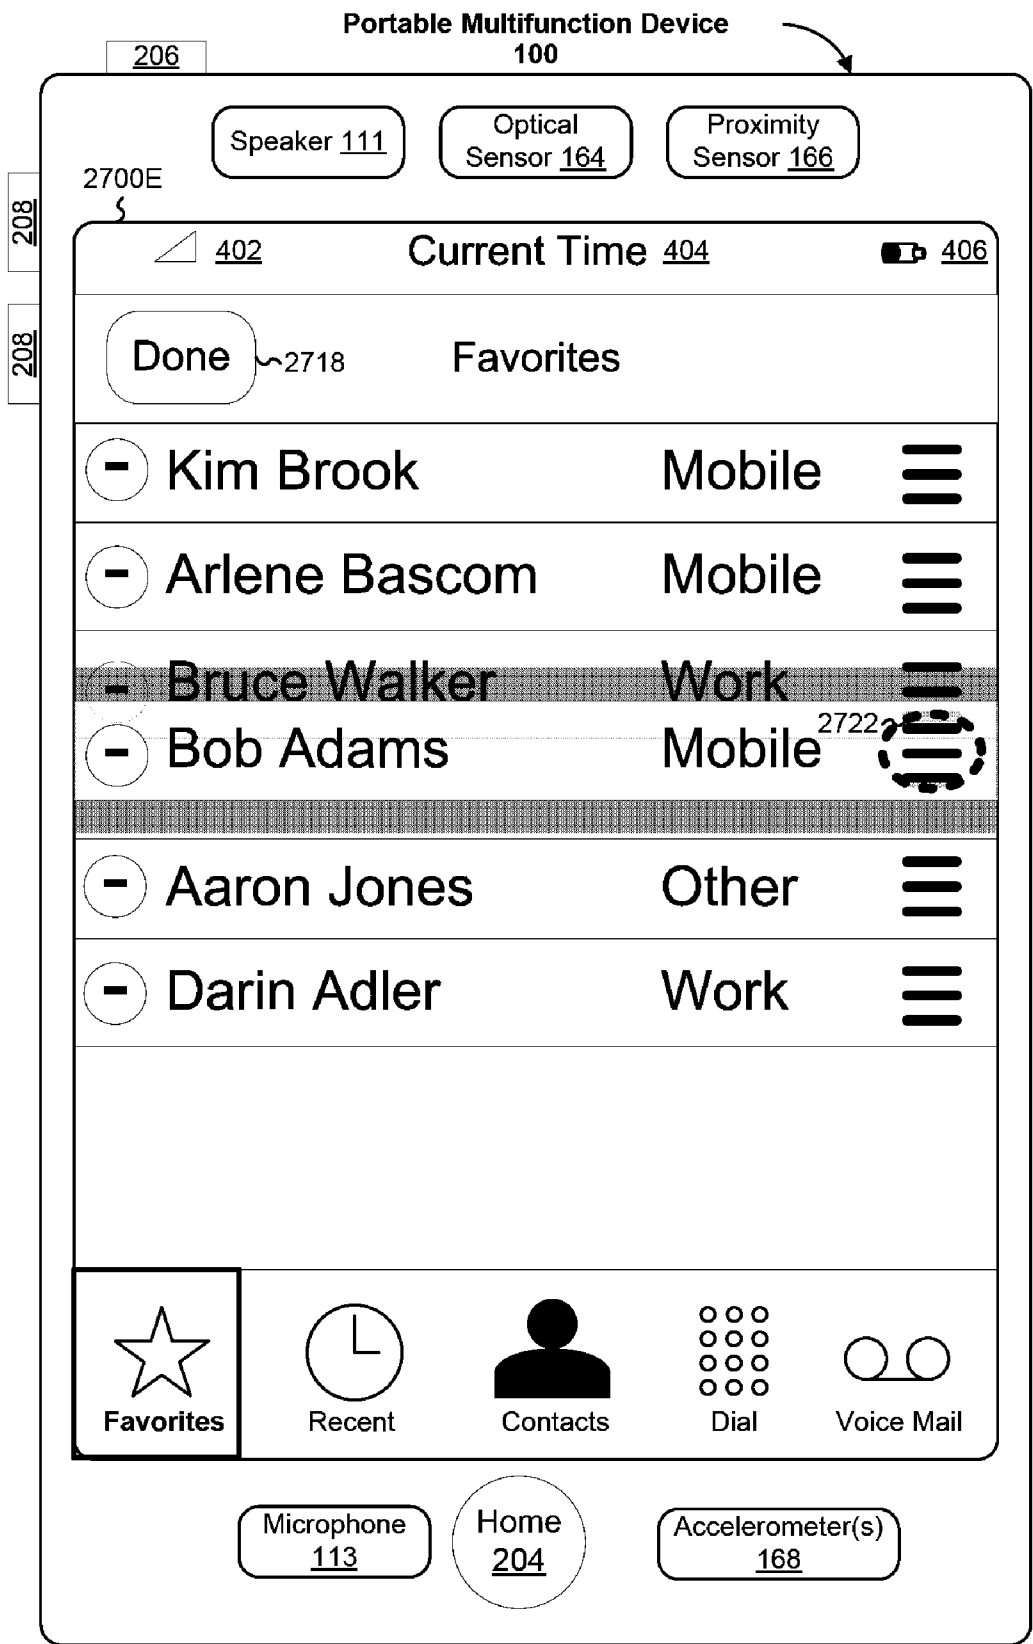 Portable Multifunction Device
100
206
Speaker 111
Optical
Sensor 164
Proximity
Sensor 166
2700E
208
208
402 Current Time 404 406
Done 2718 Favorites
- Kim Brook Mobile
- Arlene Bascom Mobile
- Bruce Walker Work
- Bob Adams Mobile 2722
- Aaron Jones Other
- Darin Adler Work
Favorites Recent Contacts Dial Voice Mail
Microphone
113
Home
204
Accelerometer(s)
168